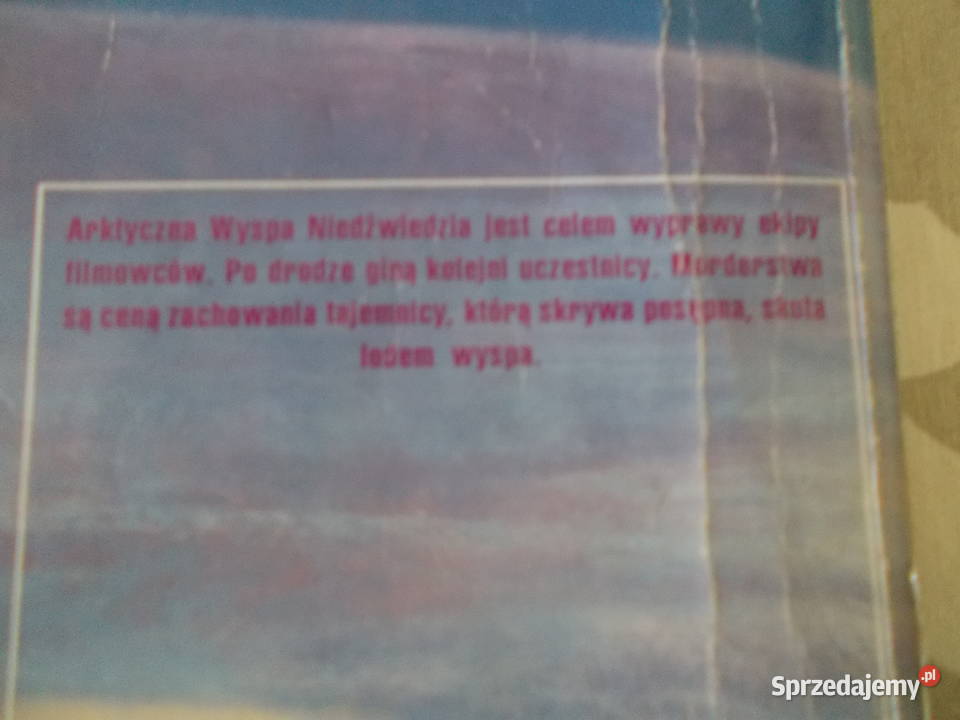 Arktyczna Wyspa Niedźwiedzia jest celem wyprawy ekipy
filmowców. Po drodze giną kolejni uczestnicy. Morderstwa
są ceną zachowania tajemnicy, którą skrywa posępna, skuta
lodem wyspa.
Sprzedajemy.pl